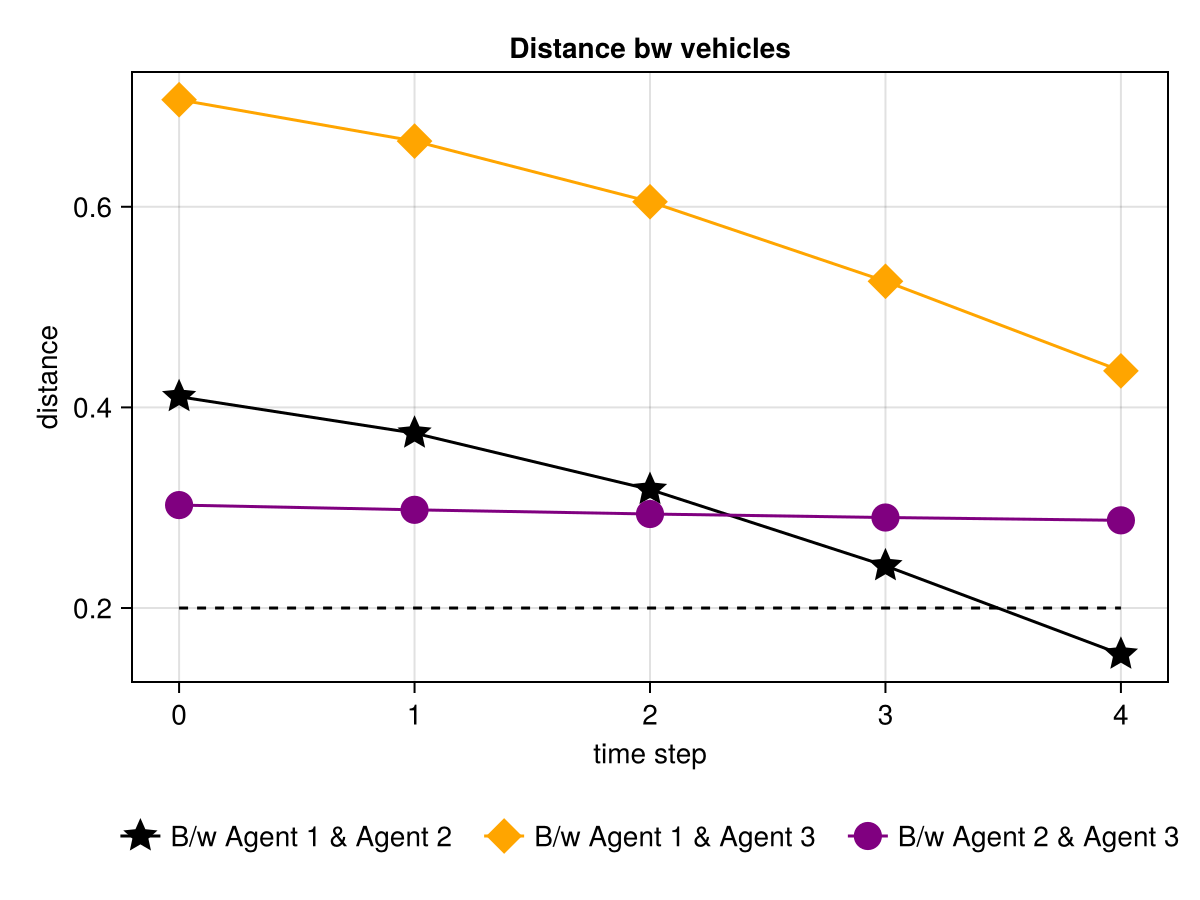 Distance bw vehicles
distance
0.6
0.4
0.2
0 1 2 3 4
time step
B/w Agent 1 & Agent 2 B/w Agent 1 & Agent 3 B/w Agent 2 & Agent 3